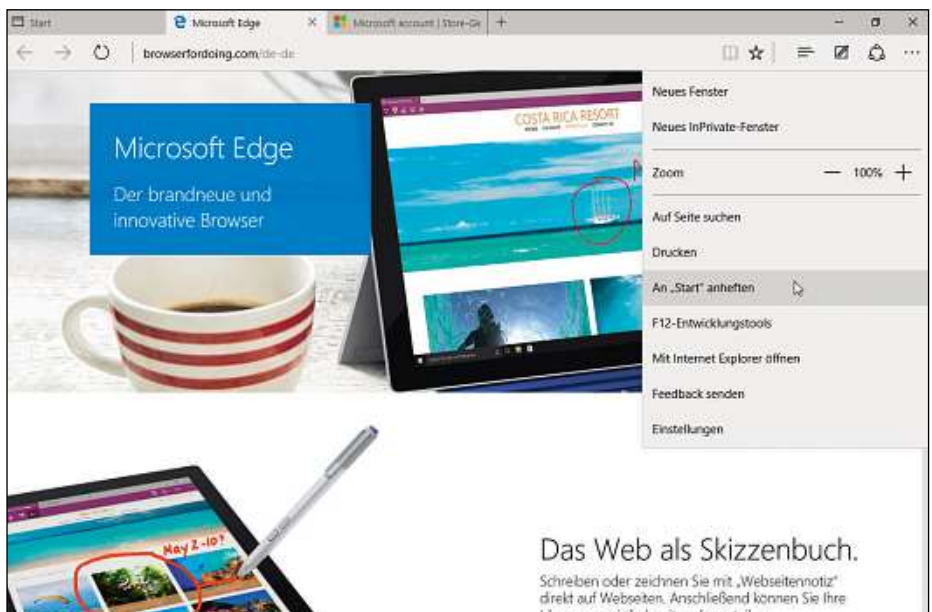 Start
Microsoft Edge
Microsoft account | Store-Ge
browserfordoing.com/de-de
Neues Fenster
Neues InPrivate-Fenster
Zoom
100%
Auf Seite suchen
Drucken
An „Start“ anheften
F12-Entwicklungstools
Mit Internet Explorer öffnen
Feedback senden
Einstellungen
Microsoft Edge
Der brandneue und
innovative Browser
COSTA RICA RESORT
May 2-10?
Das Web als Skizzenbuch.
Schreiben oder zeichnen Sie mit „Webseitennotiz“
direkt auf Webseiten. Anschließend können Sie Ihre